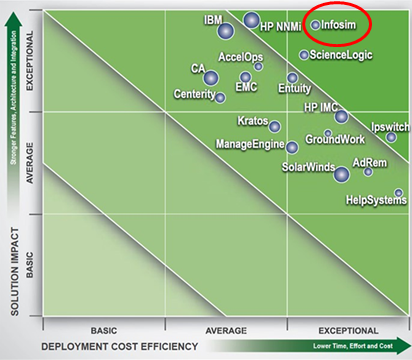 IBM
HP NNMi
Infosim
ScienceLogic
AccelOps
CA
EMC
Entuity
Centerity
HP IMC
Kratos
GroundWork
Ipswitch
ManageEngine
SolarWinds
AdRem
HelpSystems
SOLUTION IMPACT
Stronger Features, Architecture and Integration
EXCEPTIONAL
AVERAGE
BASIC
BASIC
AVERAGE
EXCEPTIONAL
DEPLOYMENT COST EFFICIENCY
Lower Time, Effort and Cost